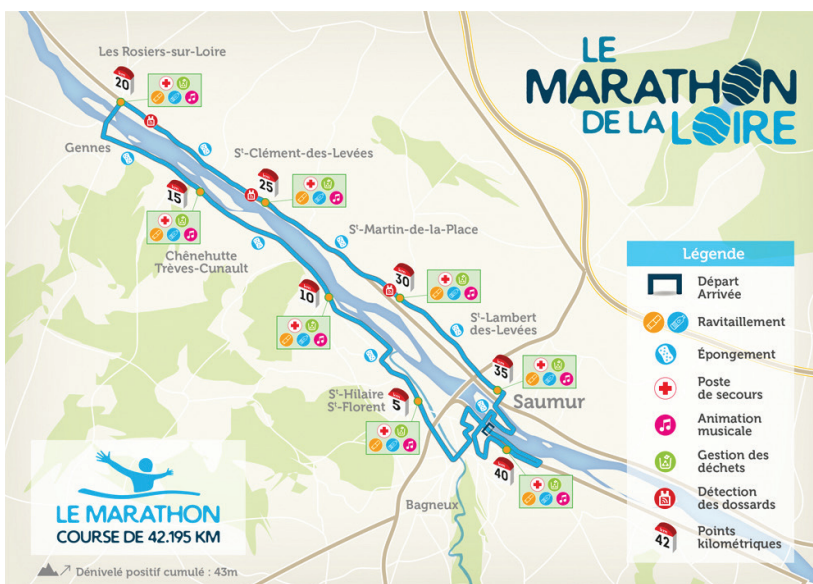 LE
MARATHON
DE LA LOIRE
Les Rosiers-sur-Loire
20
Gennes
Sᵗ-Clément-des-Levées
25
15
Sᵗ-Martin-de-la-Place
Chênehutte
Trèves-Cunault
30
10
Sᵗ-Lambert
des-Levées
35
Saumur
Sᵗ-Hilaire
Sᵗ-Florent
5
40
Bagneux
Légende
Départ
Arrivée
Ravitaillement
Épongement
Poste
de secours
Animation
musicale
Gestion des
déchets
Détection
des dossards
42
Points
kilométriques
LE MARATHON
COURSE DE 42.195 KM
Dénivelé positif cumulé : 43m